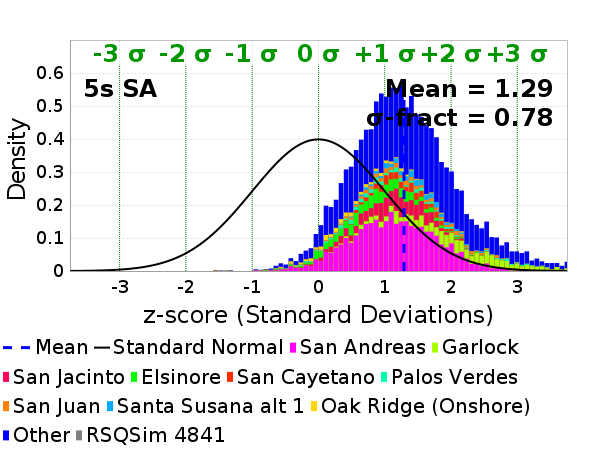 -3 σ -2 σ -1 σ 0 σ +1 σ +2 σ +3 σ
5s SA
Mean = 1.29
σ-fract = 0.78
Density
0.6
0.5
0.4
0.3
0.2
0.1
0
-3 -2 -1 0 1 2 3
z-score (Standard Deviations)
Mean Standard Normal San Andreas Garlock
San Jacinto Elsinore San Cayetano Palos Verdes
San Juan Santa Susana alt 1 Oak Ridge (Onshore)
Other RSQSim 4841